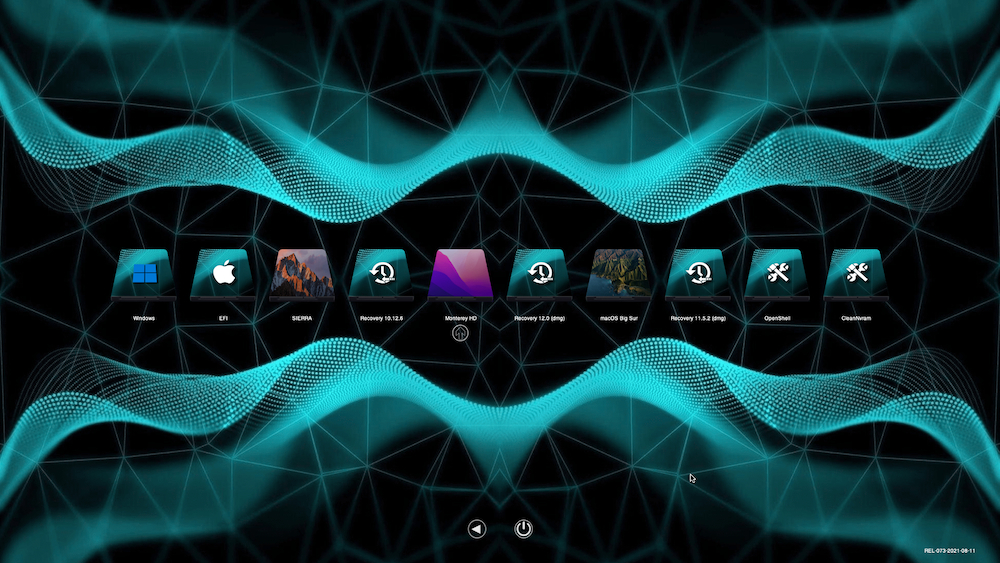 Windows
EFI
SIERRA
Recovery 10.12.6
Monterey HD
Recovery 12.0 (dmg)
macOS Big Sur
Recovery 11.5.2 (dmg)
OpenShell
CleanNvram
REL-073-2021-08-11